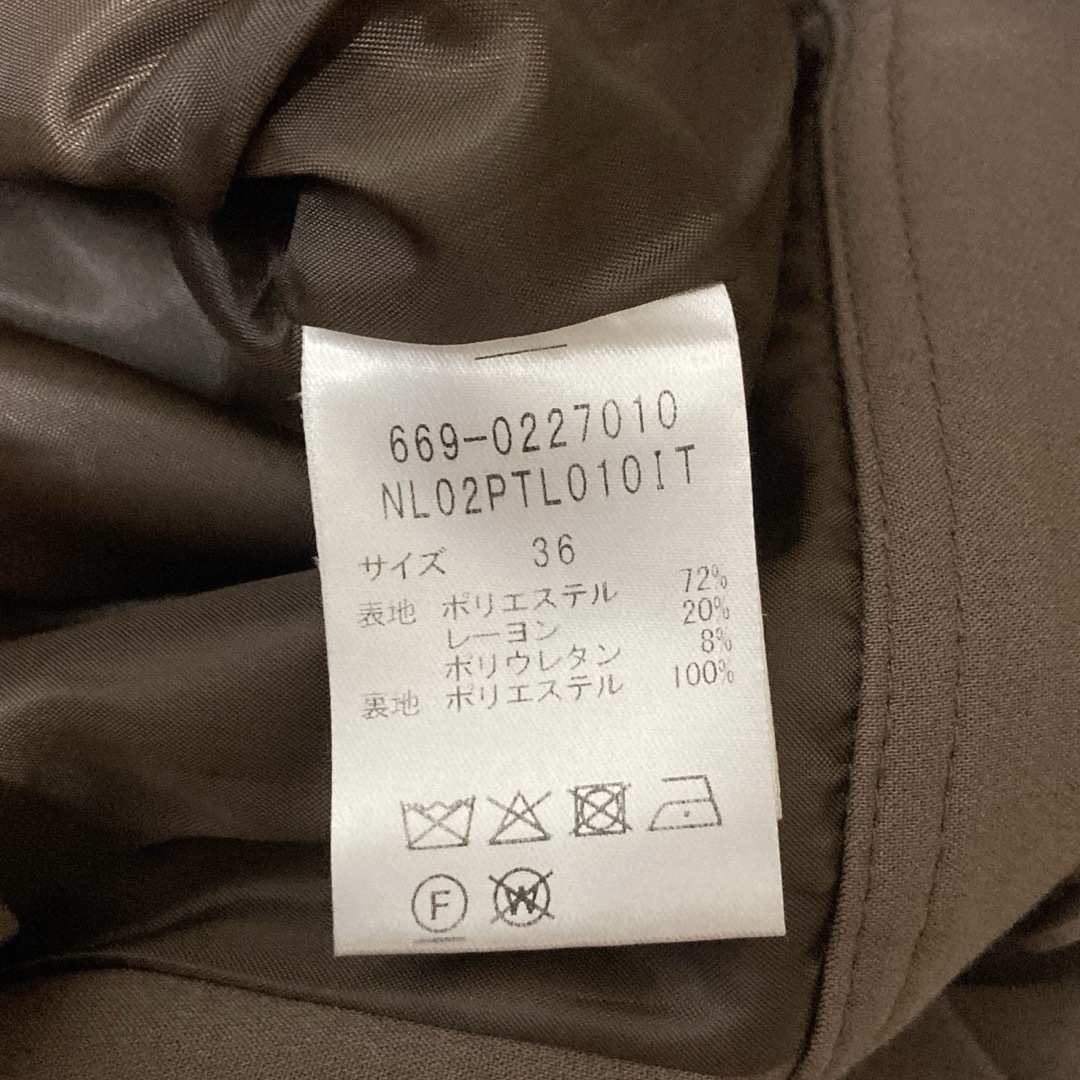 669-0227010
NL02PTL010IT
サイズ 36
表地 ポリエステル 72%
レーヨン 20%
ポリウレタン 8%
裏地 ポリエステル 100%
F W